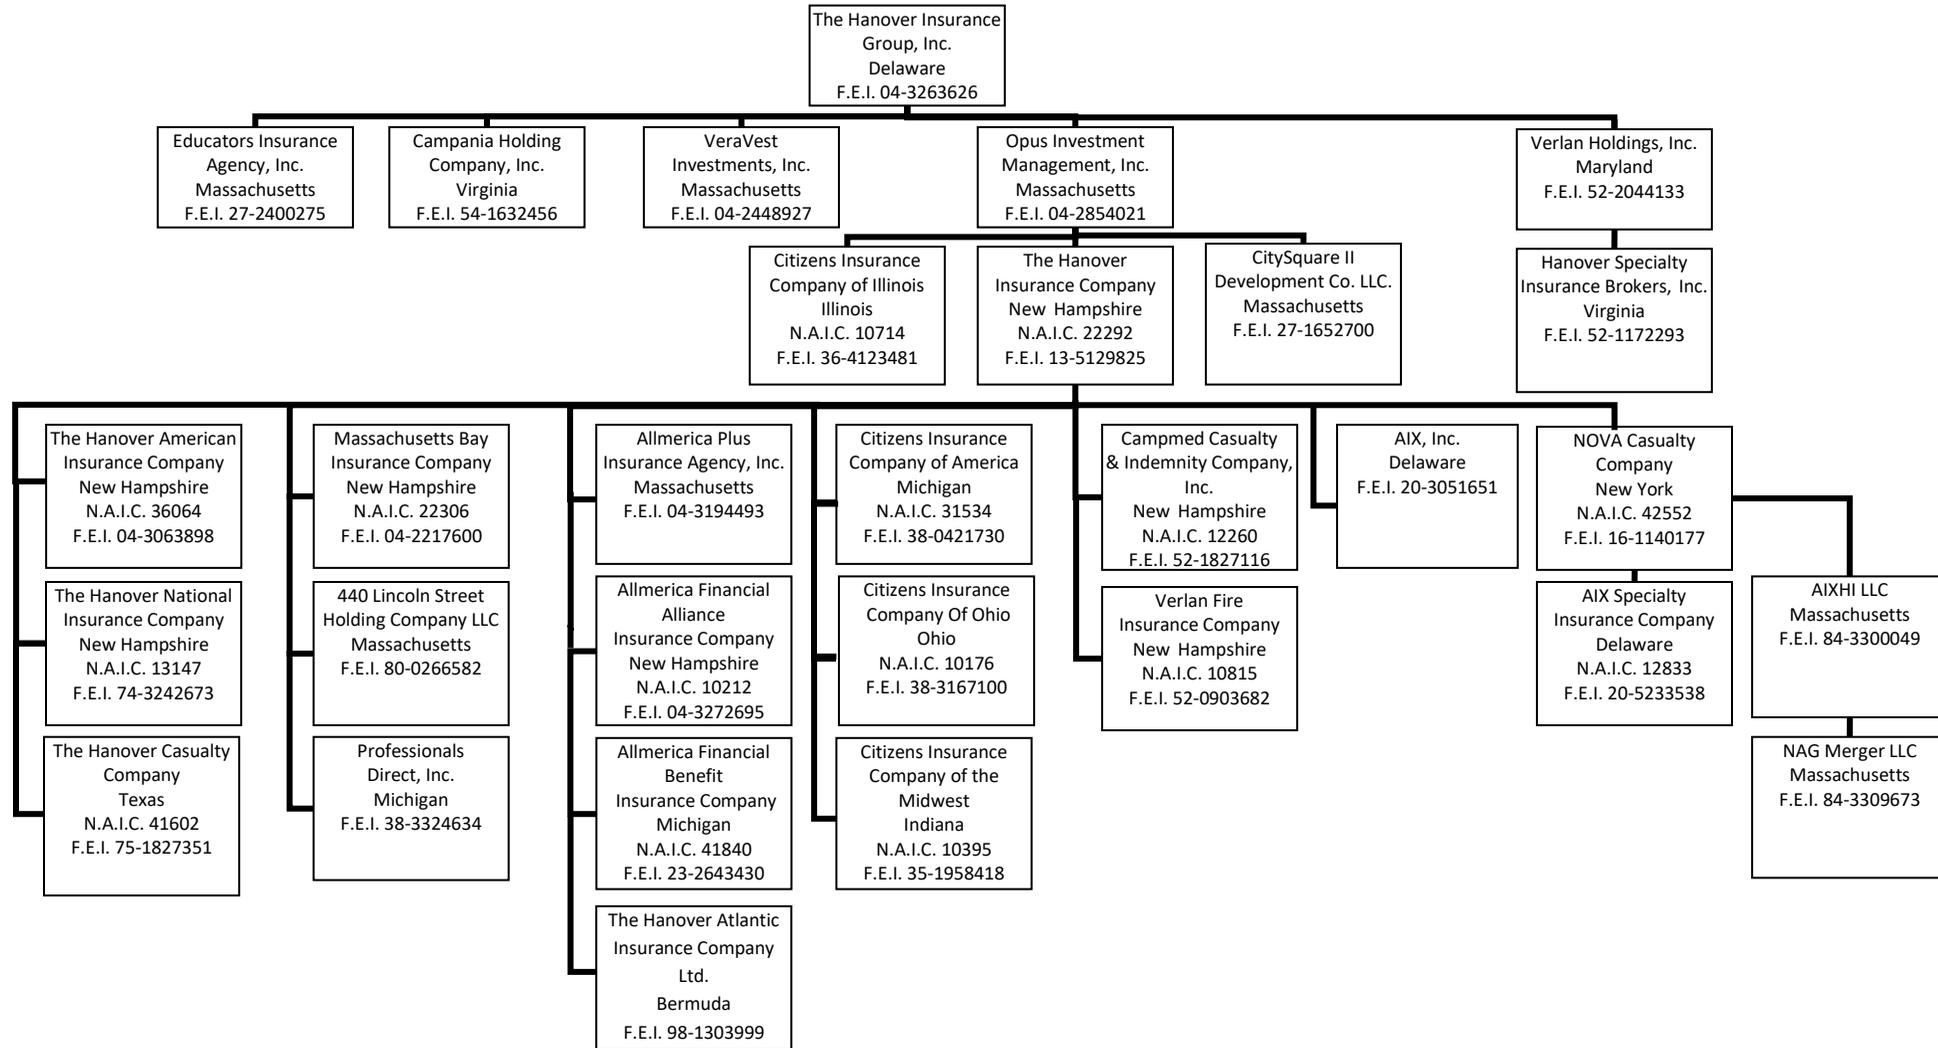 The Hanover Insurance
Group, Inc.
Delaware
F.E.I. 04-3263626
Educators Insurance
Agency, Inc.
Massachusetts
F.E.I. 27-2400275
Campania Holding
Company, Inc.
Virginia
F.E.I. 54-1632456
VeraVest
Investments, Inc.
Massachusetts
F.E.I. 04-2448927
Opus Investment
Management, Inc.
Massachusetts
F.E.I. 04-2854021
Verlan Holdings, Inc.
Maryland
F.E.I. 52-2044133
Citizens Insurance
Company of Illinois
Illinois
N.A.I.C. 10714
F.E.I. 36-4123481
The Hanover
Insurance Company
New Hampshire
N.A.I.C. 22292
F.E.I. 13-5129825
CitySquare II
Development Co. LLC.
Massachusetts
F.E.I. 27-1652700
Hanover Specialty
Insurance Brokers, Inc.
Virginia
F.E.I. 52-1172293
The Hanover American
Insurance Company
New Hampshire
N.A.I.C. 36064
F.E.I. 04-3063898
Massachusetts Bay
Insurance Company
New Hampshire
N.A.I.C. 22306
F.E.I. 04-2217600
Allmerica Plus
Insurance Agency, Inc.
Massachusetts
F.E.I. 04-3194493
Citizens Insurance
Company of America
Michigan
N.A.I.C. 31534
F.E.I. 38-0421730
Campmed Casualty
& Indemnity Company,
Inc.
New Hampshire
N.A.I.C. 12260
F.E.I. 52-1827116
AIX, Inc.
Delaware
F.E.I. 20-3051651
NOVA Casualty
Company
New York
N.A.I.C. 42552
F.E.I. 16-1140177
The Hanover National
Insurance Company
New Hampshire
N.A.I.C. 13147
F.E.I. 74-3242673
440 Lincoln Street
Holding Company LLC
Massachusetts
F.E.I. 80-0266582
Allmerica Financial
Alliance
Insurance Company
New Hampshire
N.A.I.C. 10212
F.E.I. 04-3272695
Citizens Insurance
Company Of Ohio
Ohio
N.A.I.C. 10176
F.E.I. 38-3167100
Verlan Fire
Insurance Company
New Hampshire
N.A.I.C. 10815
F.E.I. 52-0903682
AIX Specialty
Insurance Company
Delaware
N.A.I.C. 12833
F.E.I. 20-5233538
AIXHI LLC
Massachusetts
F.E.I. 84-3300049
The Hanover Casualty
Company
Texas
N.A.I.C. 41602
F.E.I. 75-1827351
Professionals
Direct, Inc.
Michigan
F.E.I. 38-3324634
Allmerica Financial
Benefit
Insurance Company
Michigan
N.A.I.C. 41840
F.E.I. 23-2643430
Citizens Insurance
Company of the
Midwest
Indiana
N.A.I.C. 10395
F.E.I. 35-1958418
NAG Merger LLC
Massachusetts
F.E.I. 84-3309673
The Hanover Atlantic
Insurance Company
Ltd.
Bermuda
F.E.I. 98-1303999